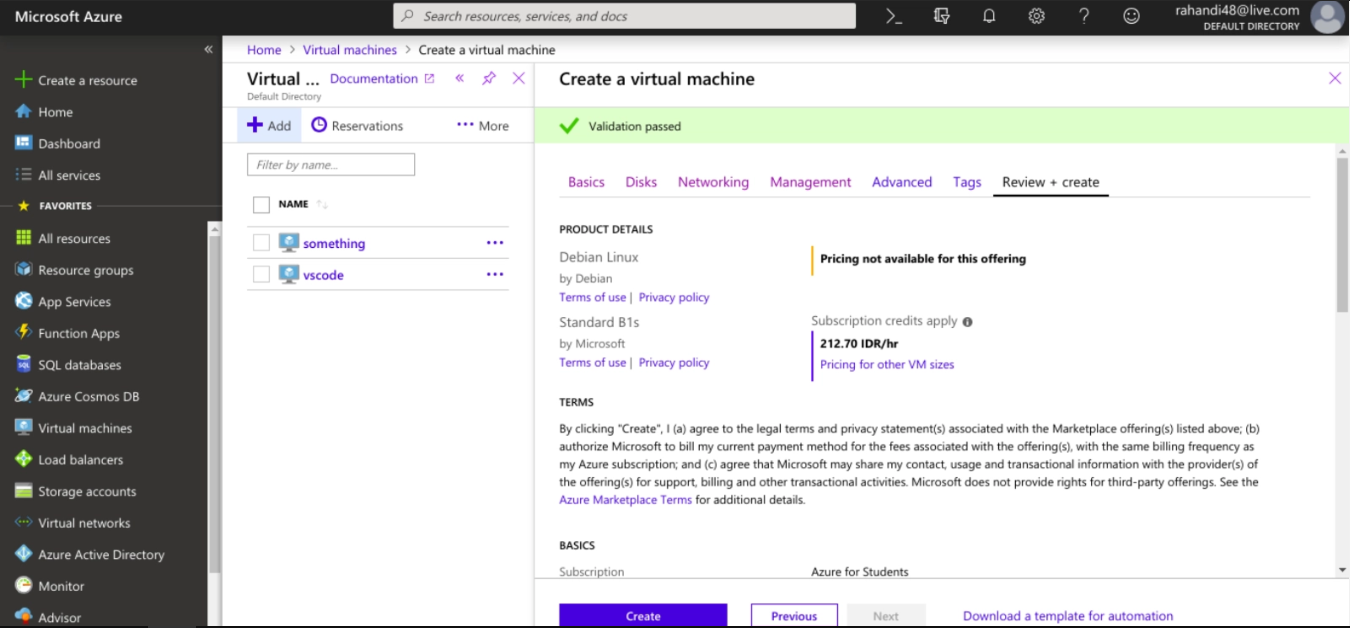 Microsoft Azure
Search resources, services, and docs
rahandi48@live.com
DEFAULT DIRECTORY
Create a resource
Home
Dashboard
All services
FAVORITES
All resources
Resource groups
App Services
Function Apps
SQL databases
Azure Cosmos DB
Virtual machines
Load balancers
Storage accounts
Virtual networks
Azure Active Directory
Monitor
Advisor
Home > Virtual machines > Create a virtual machine
Virtual ... Documentation
Default Directory
Add Reservations More
Filter by name...
NAME
something
vscode
Create a virtual machine
Validation passed
Basics Disks Networking Management Advanced Tags Review + create
PRODUCT DETAILS
Debian Linux
by Debian
Terms of use | Privacy policy
Pricing not available for this offering
Standard B1s
by Microsoft
Terms of use | Privacy policy
Subscription credits apply
212.70 IDR/hr
Pricing for other VM sizes
TERMS
By clicking "Create", I (a) agree to the legal terms and privacy statement(s) associated with the Marketplace offering(s) listed above; (b)
authorize Microsoft to bill my current payment method for the fees associated with the offering(s), with the same billing frequency as
my Azure subscription; and (c) agree that Microsoft may share my contact, usage and transactional information with the provider(s) of
the offering(s) for support, billing and other transactional activities. Microsoft does not provide rights for third-party offerings. See the
Azure Marketplace Terms for additional details.
BASICS
Subscription Azure for Students
Create Previous Next Download a template for automation